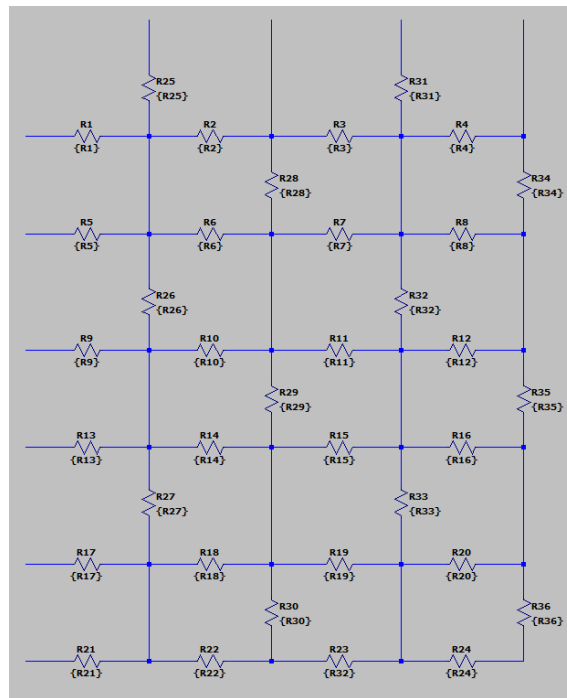 R25
{R25}
R31
{R31}
R1
{R1}
R2
{R2}
R3
{R3}
R4
{R4}
R28
{R28}
R34
{R34}
R5
{R5}
R6
{R6}
R7
{R7}
R8
{R8}
R26
{R26}
R32
{R32}
R9
{R9}
R10
{R10}
R11
{R11}
R12
{R12}
R29
{R29}
R35
{R35}
R13
{R13}
R14
{R14}
R15
{R15}
R16
{R16}
R27
{R27}
R33
{R33}
R17
{R17}
R18
{R18}
R19
{R19}
R20
{R20}
R30
{R30}
R36
{R36}
R21
{R21}
R22
{R22}
R23
{R32}
R24
{R24}